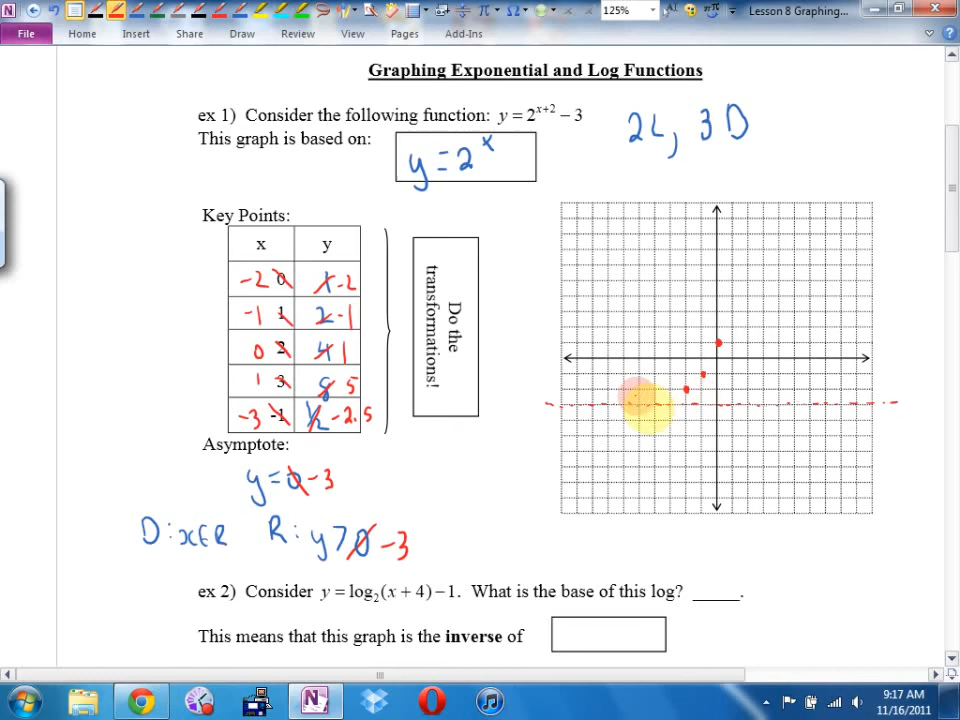 125%
Lesson 8 Graphing...
File Home Insert Share Draw Review View Pages Add-Ins
Graphing Exponential and Log Functions
ex 1) Consider the following function: y = 2^{x+2} − 3
2L, 3D
This graph is based on:
y = 2^x
Key Points:
x y
-2 0 1 -2
-1 1 2 -1
0 2 4 1
1 3 8 5
-3 -1 1/2 -2.5
Do the
transformations!
Asymptote:
y = 0 -3
D: x∈R R: y > 0 -3
ex 2) Consider y = log₂(x + 4) − 1. What is the base of this log? _____.
This means that this graph is the inverse of
9:17 AM
11/16/2011